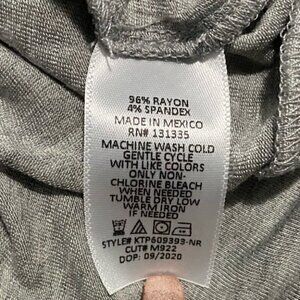 96% RAYON
4% SPANDEX
MADE IN MEXICO
RN# 131335
MACHINE WASH COLD
GENTLE CYCLE
WITH LIKE COLORS
ONLY NON-
CHLORINE BLEACH
WHEN NEEDED
TUMBLE DRY LOW
WARM IRON
IF NEEDED
STYLE# KTP609393-NR
CUT# M922
DOP: 09/2020